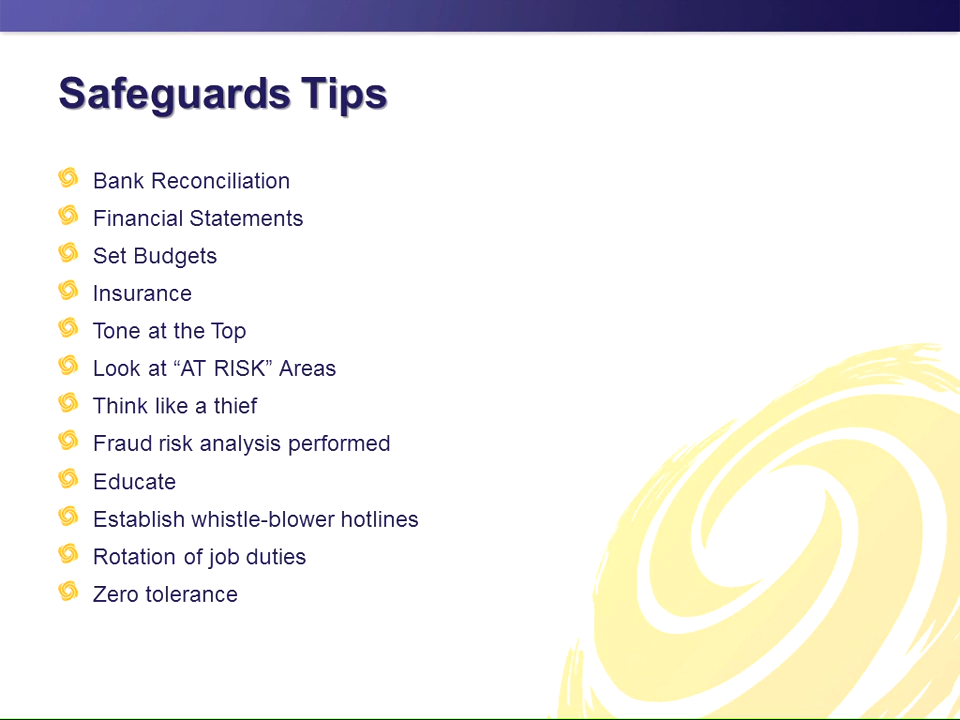 Safeguards Tips
Bank Reconciliation
Financial Statements
Set Budgets
Insurance
Tone at the Top
Look at “AT RISK” Areas
Think like a thief
Fraud risk analysis performed
Educate
Establish whistle-blower hotlines
Rotation of job duties
Zero tolerance